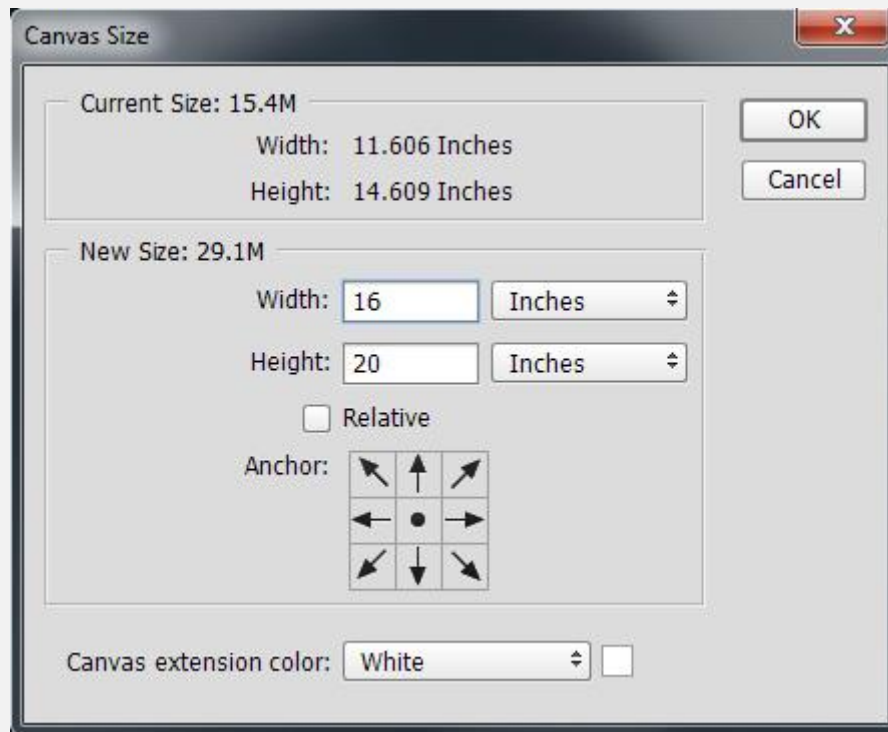 Canvas Size
Current Size: 15.4M
OK
Width: 11.606 Inches
Height: 14.609 Inches
Cancel
New Size: 29.1M
Width: 16 Inches
Height: 20 Inches
Relative
Anchor:
Canvas extension color: White